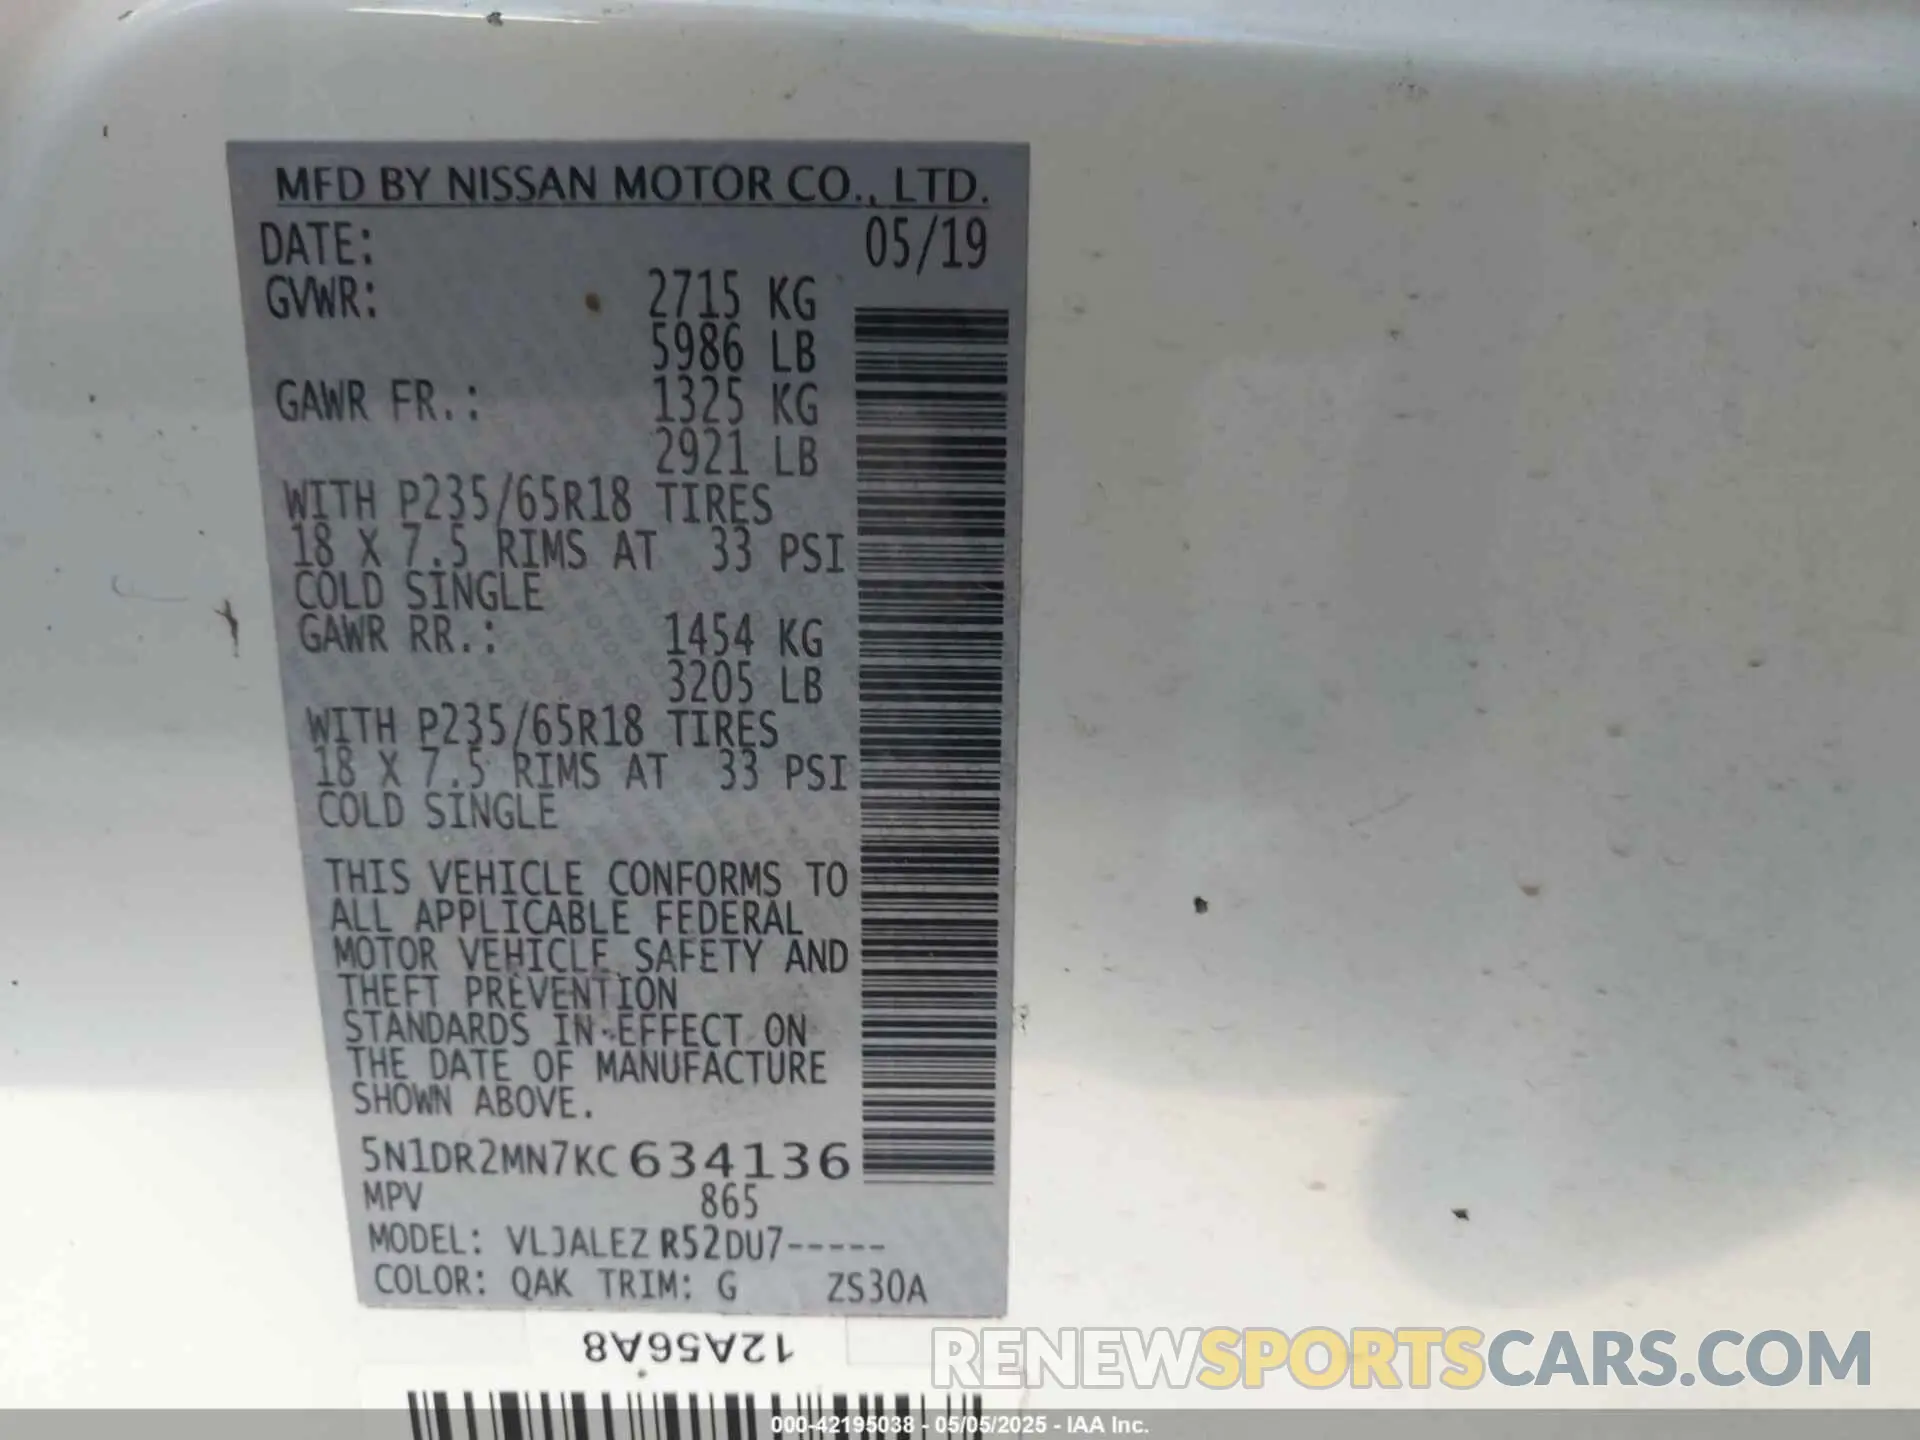 MFD BY NISSAN MOTOR CO., LTD.
DATE: 05/19
GVWR: 2715 KG
5986 LB
GAWR FR.: 1325 KG
2921 LB
WITH P235/65R18 TIRES
18 X 7.5 RIMS AT 33 PSI
COLD SINGLE
GAWR RR.: 1454 KG
3205 LB
WITH P235/65R18 TIRES
18 X 7.5 RIMS AT 33 PSI
COLD SINGLE
THIS VEHICLE CONFORMS TO
ALL APPLICABLE FEDERAL
MOTOR VEHICLE SAFETY AND
THEFT PREVENTION
STANDARDS IN EFFECT ON
THE DATE OF MANUFACTURE
SHOWN ABOVE.
5N1DR2MN7KC634136
MPV 865
MODEL: VLJALEZ R52DU7-----
COLOR: QAK TRIM: G ZS30A
12A56A8
RENEWSPORTSCARS.COM
000-42195038 - 05/05/2025 - IAA Inc.